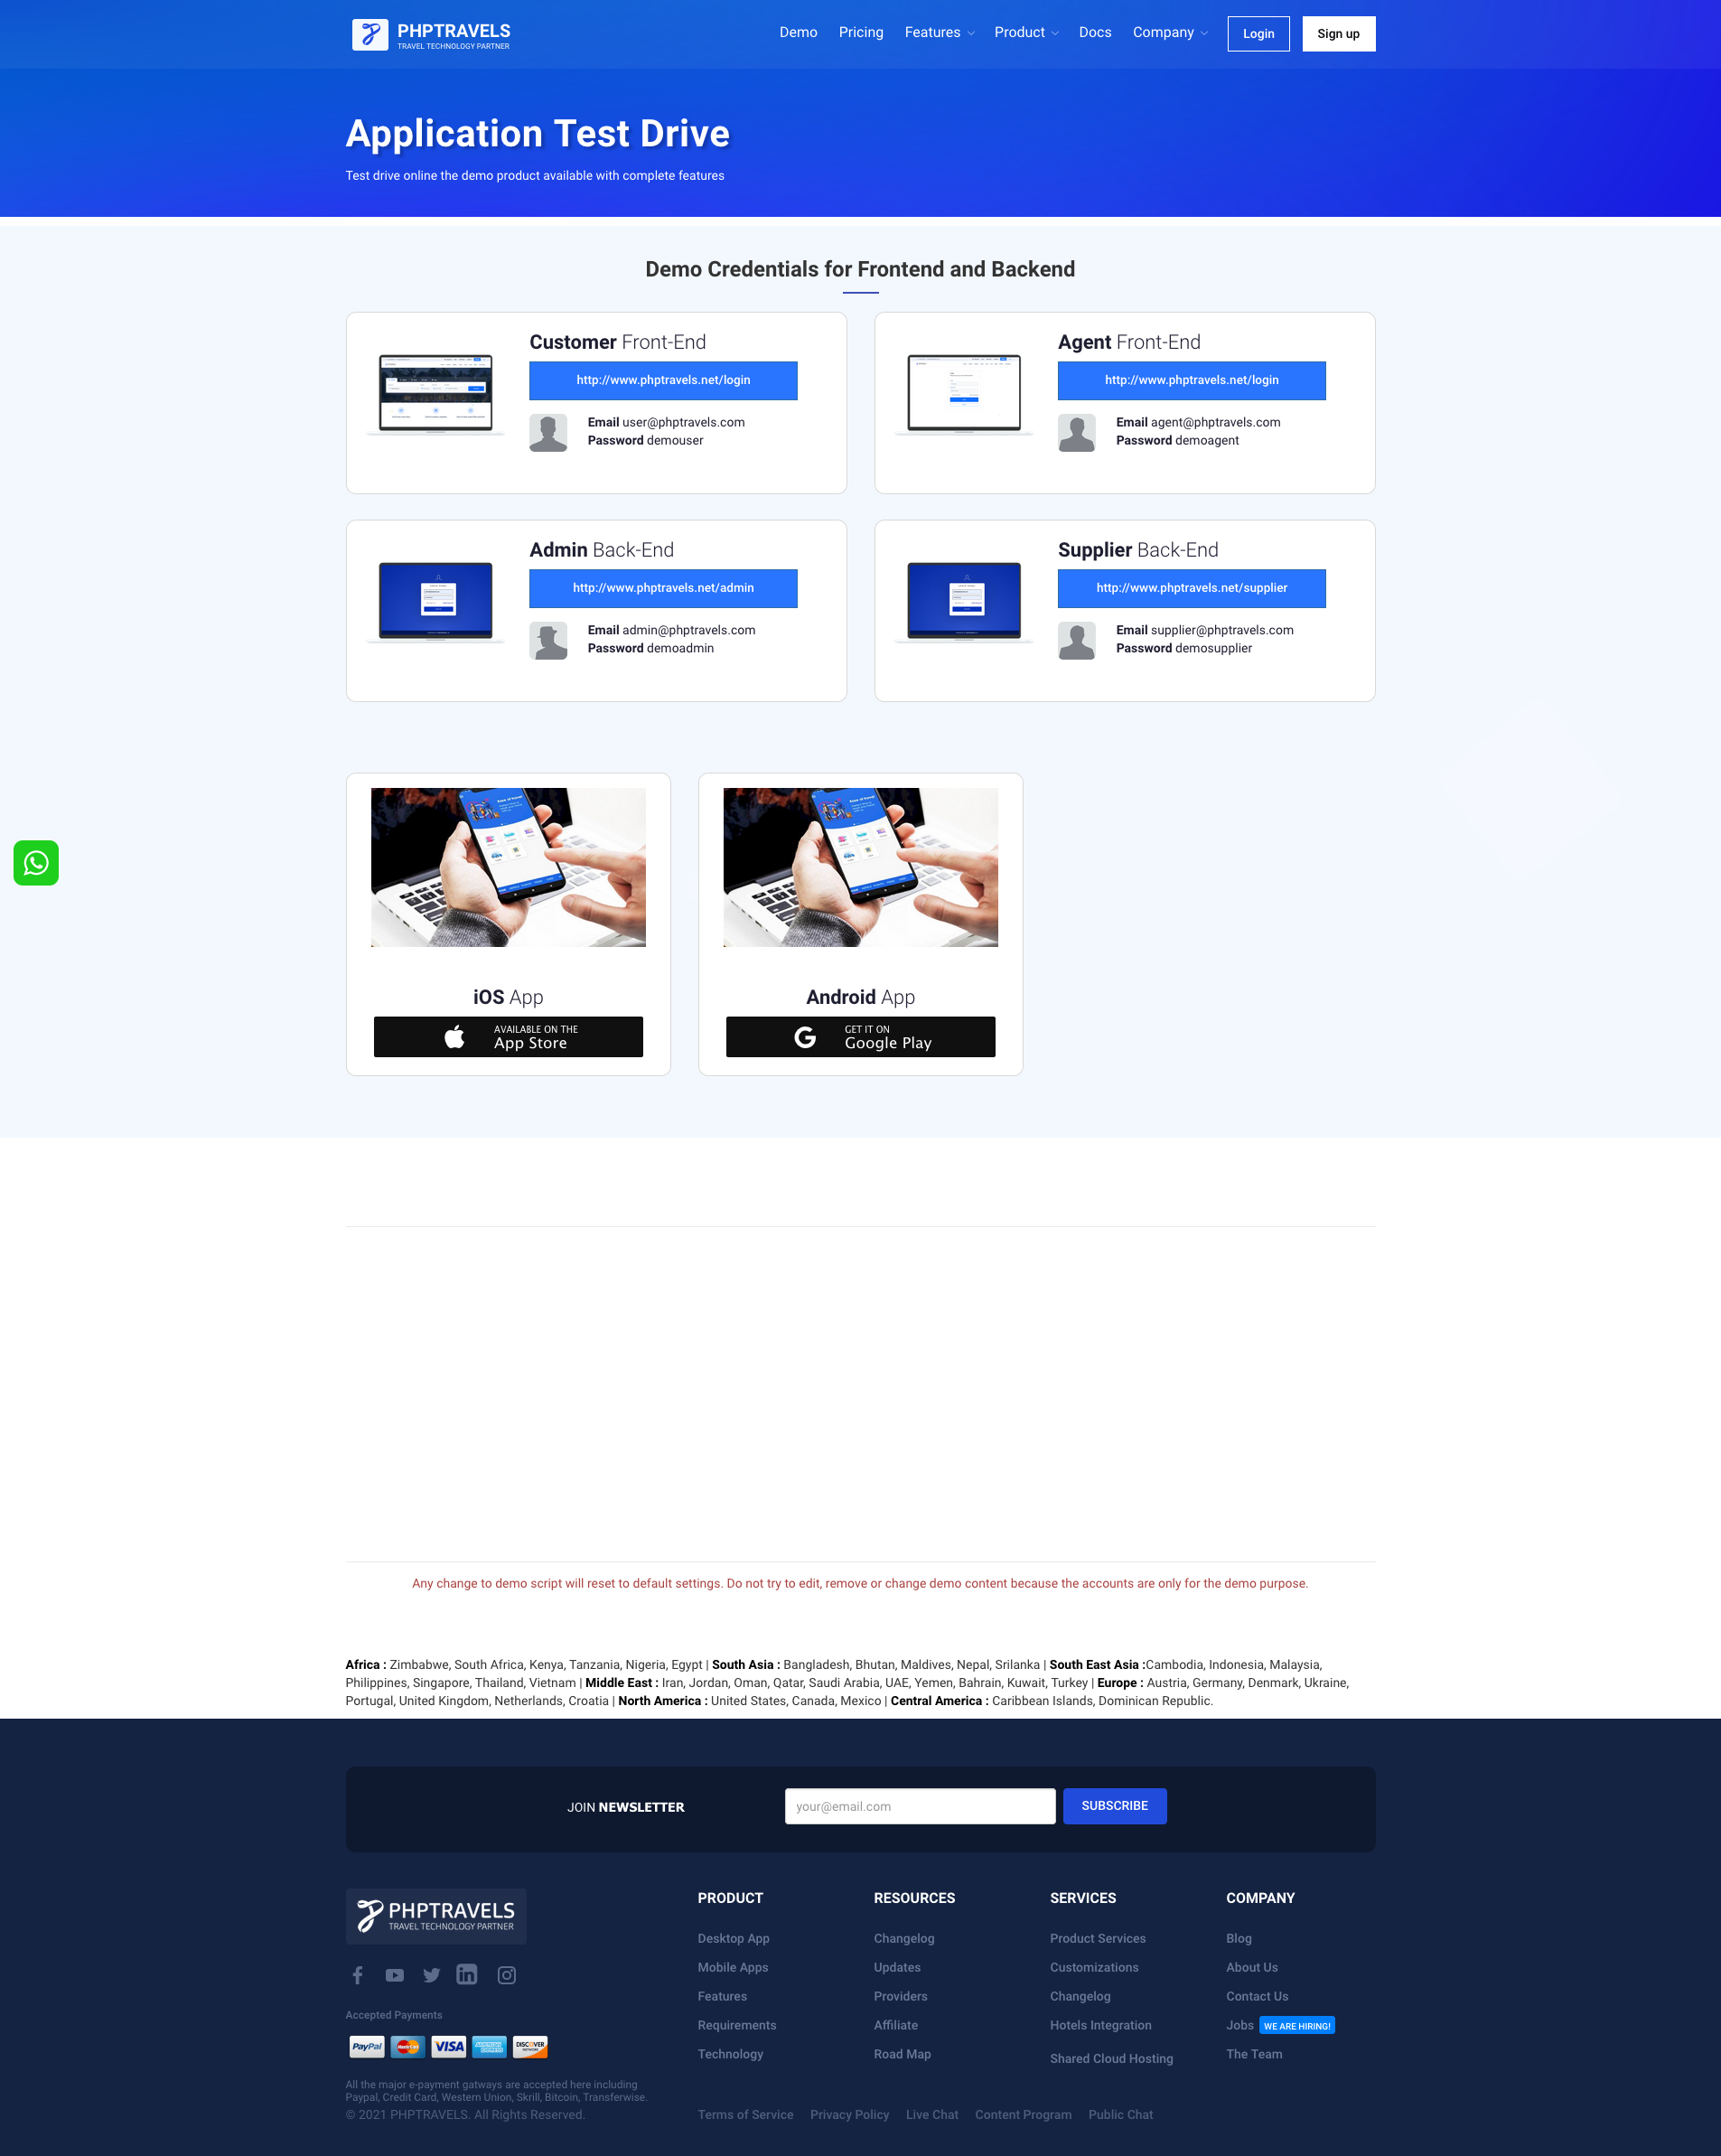 PHPTRAVELS
TRAVEL TECHNOLOGY PARTNER
Demo Pricing Features Product Docs Company Login Sign up
Application Test Drive
Test drive online the demo product available with complete features
Demo Credentials for Frontend and Backend
Customer Front-End
http://www.phptravels.net/login
Email user@phptravels.com
Password demouser
Agent Front-End
http://www.phptravels.net/login
Email agent@phptravels.com
Password demoagent
Admin Back-End
http://www.phptravels.net/admin
Email admin@phptravels.com
Password demoadmin
Supplier Back-End
http://www.phptravels.net/supplier
Email supplier@phptravels.com
Password demosupplier
iOS App
AVAILABLE ON THE
App Store
Android App
GET IT ON
Google Play
Any change to demo script will reset to default settings. Do not try to edit, remove or change demo content because the accounts are only for the demo purpose.
Africa : Zimbabwe, South Africa, Kenya, Tanzania, Nigeria, Egypt | South Asia : Bangladesh, Bhutan, Maldives, Nepal, Srilanka | South East Asia :Cambodia, Indonesia, Malaysia,
Philippines, Singapore, Thailand, Vietnam | Middle East : Iran, Jordan, Oman, Qatar, Saudi Arabia, UAE, Yemen, Bahrain, Kuwait, Turkey | Europe : Austria, Germany, Denmark, Ukraine,
Portugal, United Kingdom, Netherlands, Croatia | North America : United States, Canada, Mexico | Central America : Caribbean Islands, Dominican Republic.
JOIN NEWSLETTER
your@email.com
SUBSCRIBE
PHPTRAVELS
TRAVEL TECHNOLOGY PARTNER
Accepted Payments
PayPal MasterCard VISA AMERICAN EXPRESS DISCOVER
All the major e-payment gatways are accepted here including
Paypal, Credit Card, Western Union, Skrill, Bitcoin, Transferwise.
© 2021 PHPTRAVELS. All Rights Reserved.
PRODUCT
Desktop App
Mobile Apps
Features
Requirements
Technology
RESOURCES
Changelog
Updates
Providers
Affiliate
Road Map
SERVICES
Product Services
Customizations
Changelog
Hotels Integration
Shared Cloud Hosting
COMPANY
Blog
About Us
Contact Us
Jobs WE ARE HIRING!
The Team
Terms of Service Privacy Policy Live Chat Content Program Public Chat